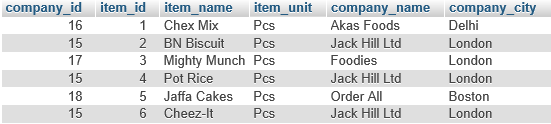 company_id item_id item_name item_unit company_name company_city
16 1 Chex Mix Pcs Akas Foods Delhi
15 2 BN Biscuit Pcs Jack Hill Ltd London
17 3 Mighty Munch Pcs Foodies London
15 4 Pot Rice Pcs Jack Hill Ltd London
18 5 Jaffa Cakes Pcs Order All Boston
15 6 Cheez-It Pcs Jack Hill Ltd London